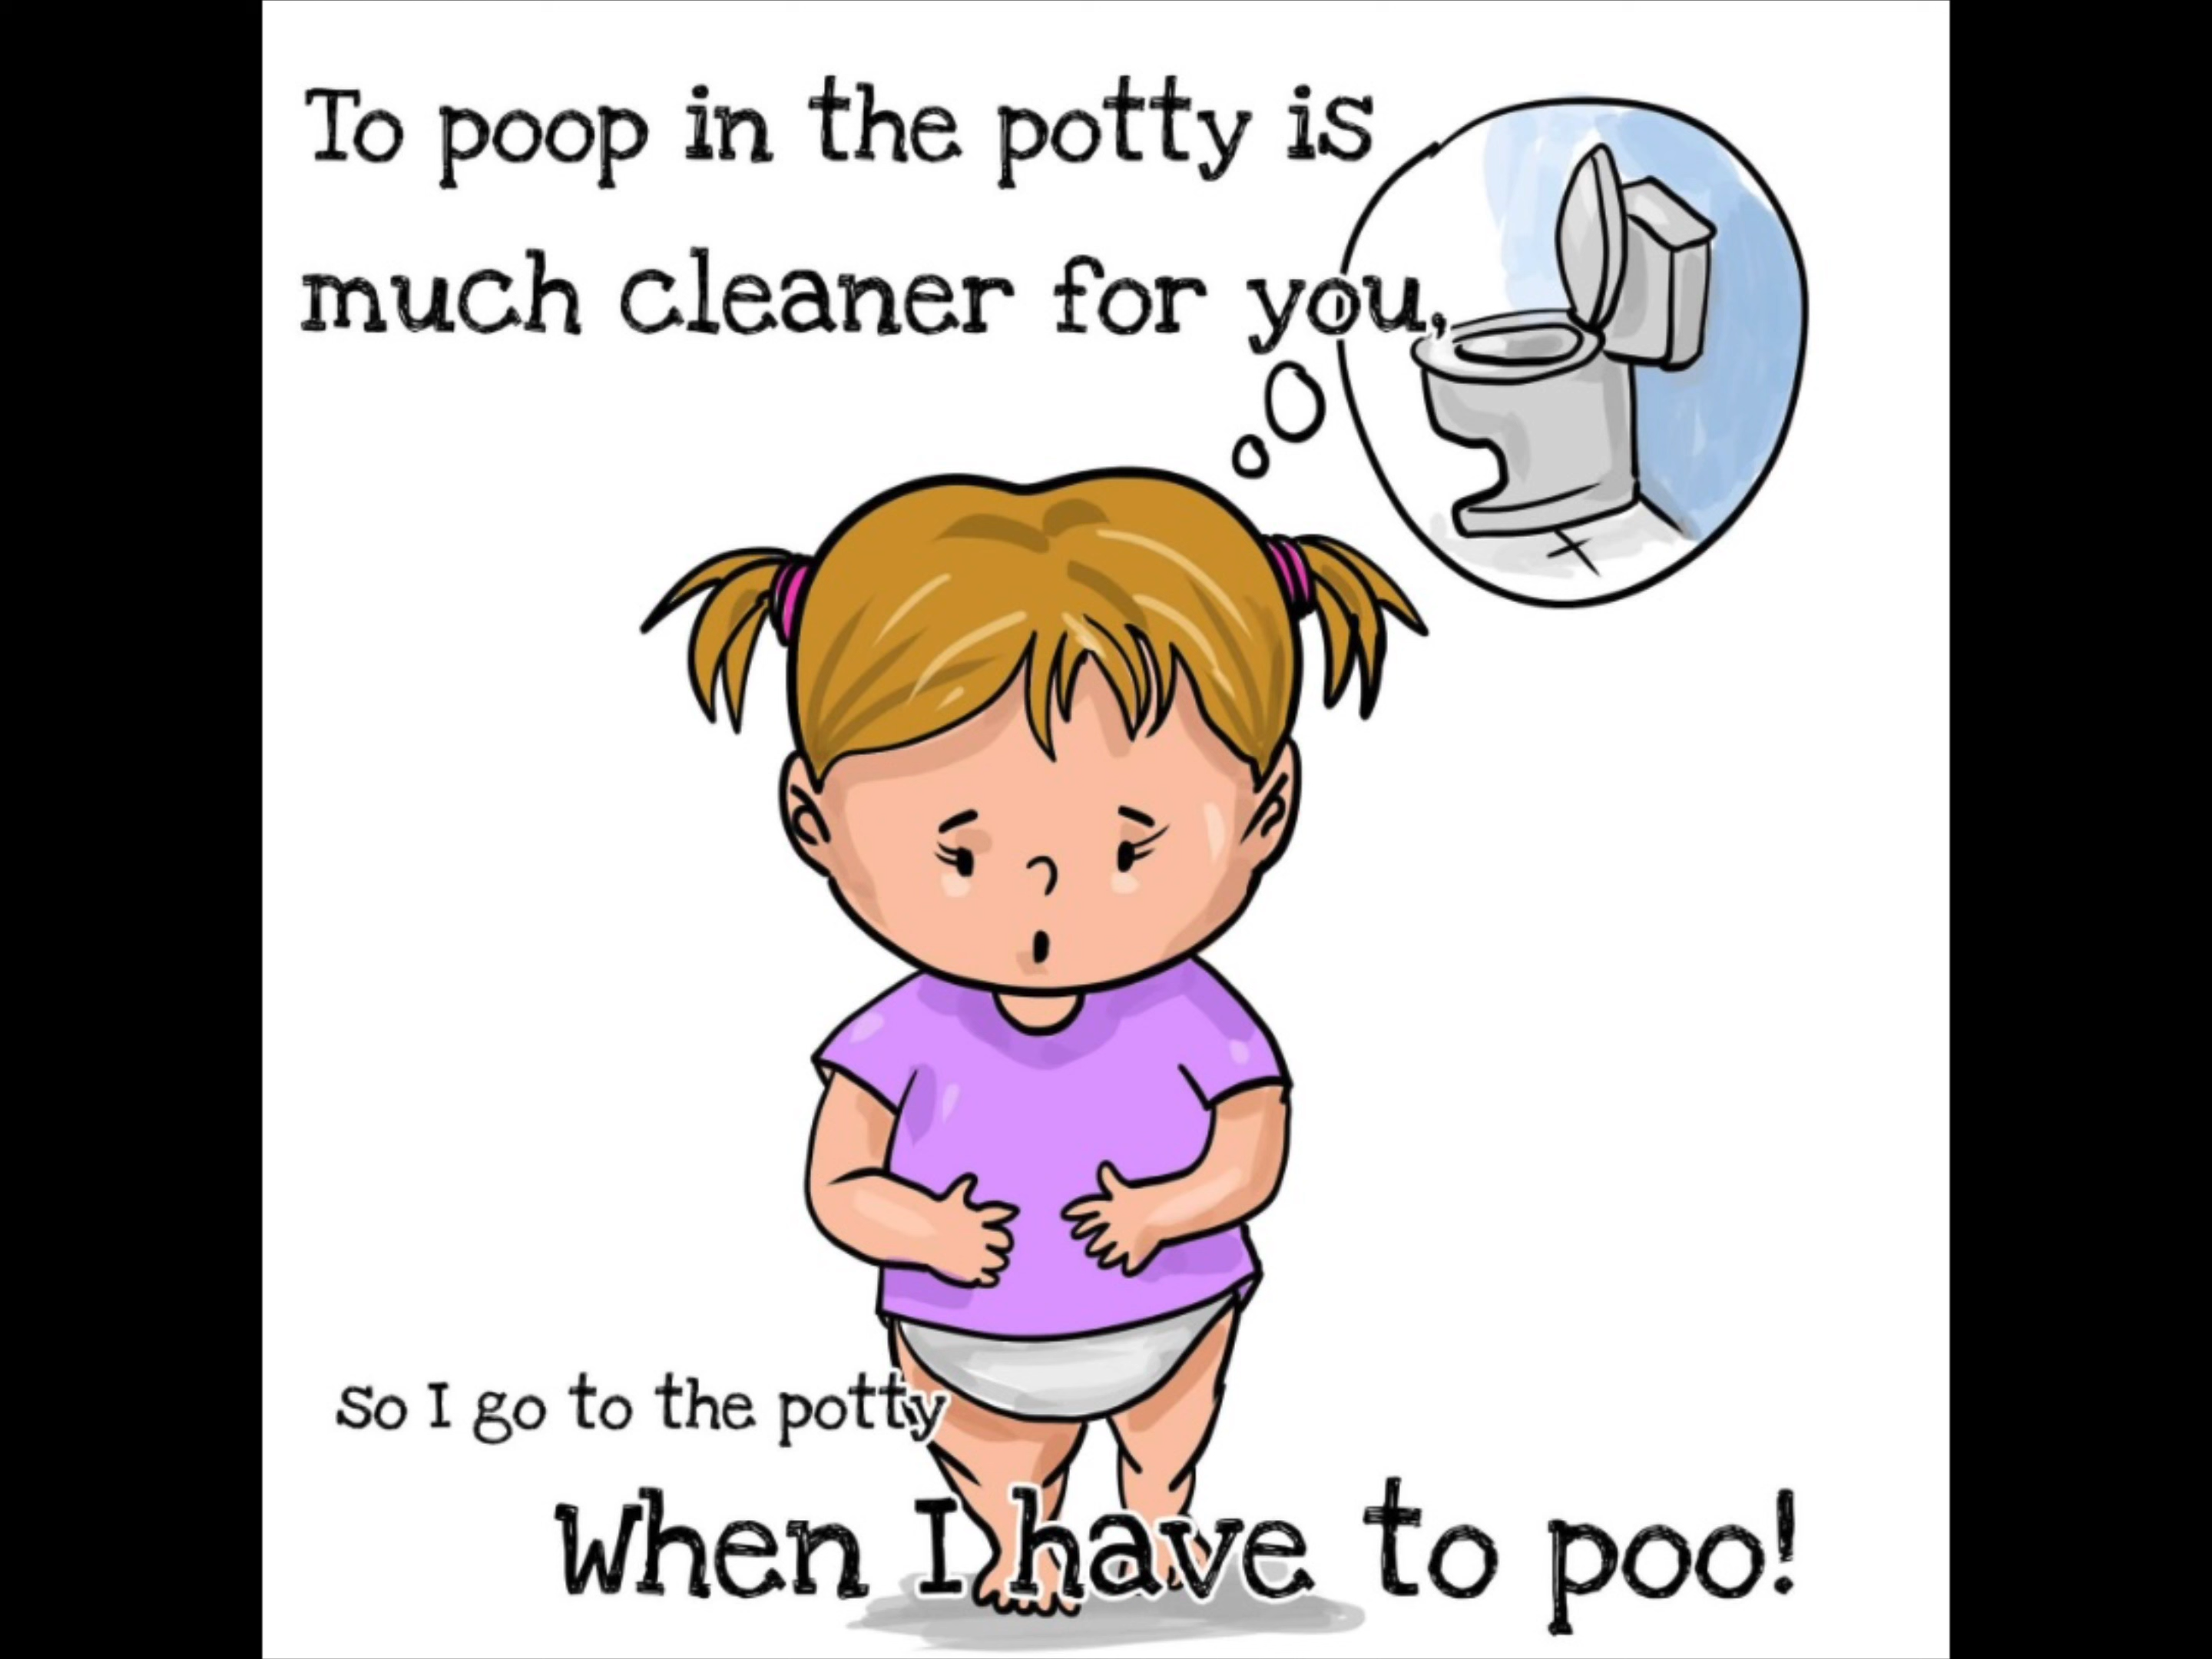 To poop in the potty is
much cleaner for you,
so I go to the potty
When I have to poo!